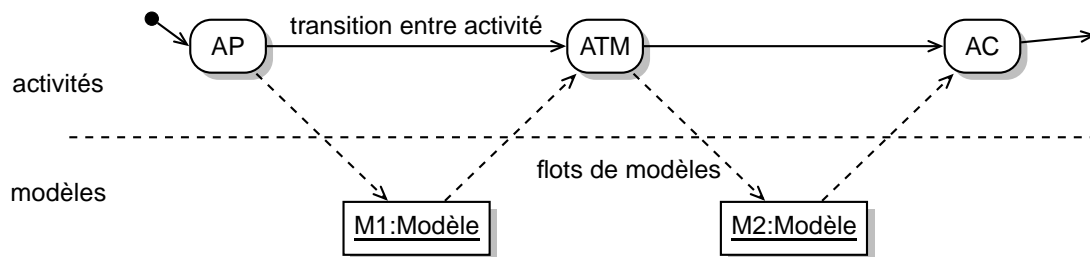 transition entre activité
AP
ATM
AC
activités
flots de modèles
modèles
M1:Modèle
M2:Modèle